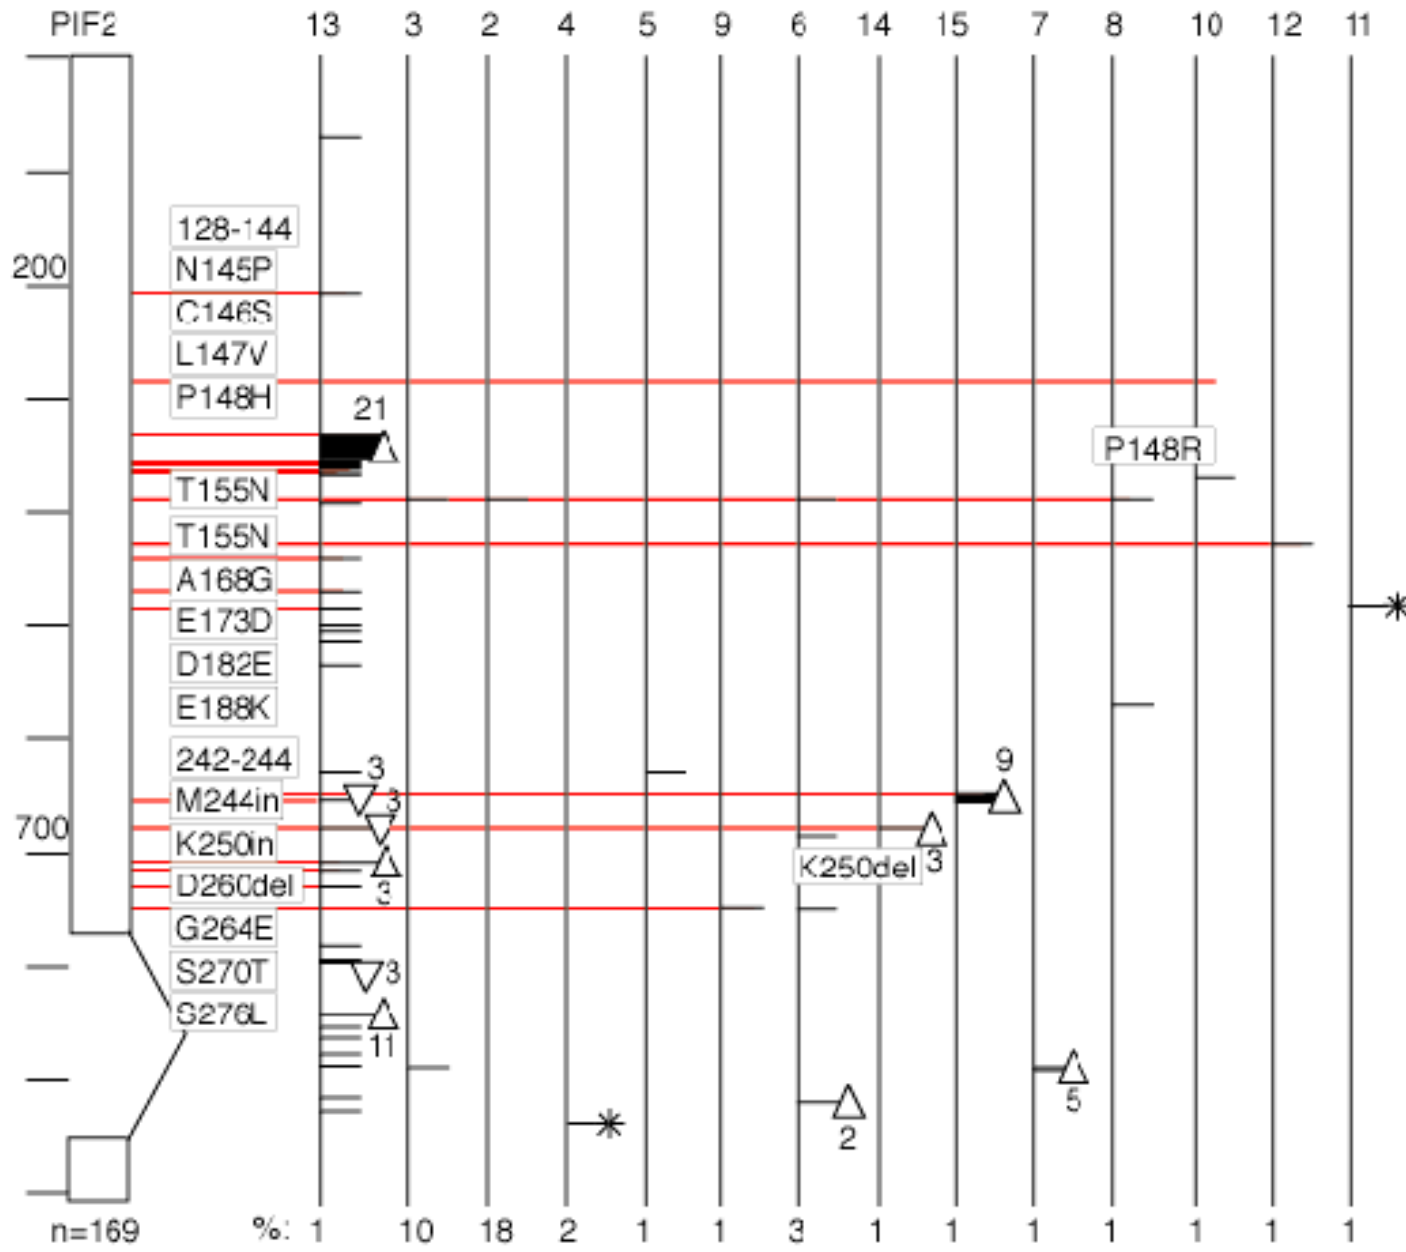 PIF2 13 3 2 4 5 9 6 14 15 7 8 10 12 11
128-144
200
N145P
C146S
L147V
P148H
21
P148R
T155N
T155N
A168G
E173D
D182E
E188K
242-244
3
9
M244in
3
700
K250in
K250del
3
D260del
3
G264E
S270T
3
S276L
11
5
2
n=169 %: 1 10 18 2 1 1 3 1 1 1 1 1 1 1